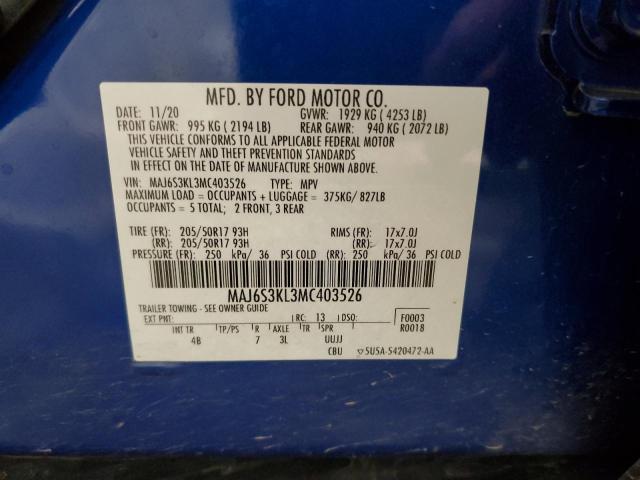 MFD. BY FORD MOTOR CO.
DATE: 11/20 GVWR: 1929 KG ( 4253 LB)
FRONT GAWR: 995 KG ( 2194 LB) REAR GAWR: 940 KG ( 2072 LB)
THIS VEHICLE CONFORMS TO ALL APPLICABLE FEDERAL MOTOR
VEHICLE SAFETY AND THEFT PREVENTION STANDARDS
IN EFFECT ON THE DATE OF MANUFACTURE SHOWN ABOVE.
VIN: MAJ6S3KL3MC403526 TYPE: MPV
MAXIMUM LOAD = OCCUPANTS + LUGGAGE = 375KG/ 827LB
OCCUPANTS = 5 TOTAL; 2 FRONT, 3 REAR
TIRE (FR): 205/50R17 93H RIMS (FR): 17x7.0J
(RR): 205/50R17 93H (RR): 17x7.0J
PRESSURE (FR): 250 kPa/ 36 PSI COLD (RR): 250 kPa/ 36 PSI COLD
MAJ6S3KL3MC403526
TRAILER TOWING - SEE OWNER GUIDE
EXT PNT: RC: 13 DSO: F0003
R0018
INT TR TP/PS R AXLE TR SPR
4B 7 3L UUJJ
CBU 5U5A-5420472-AA